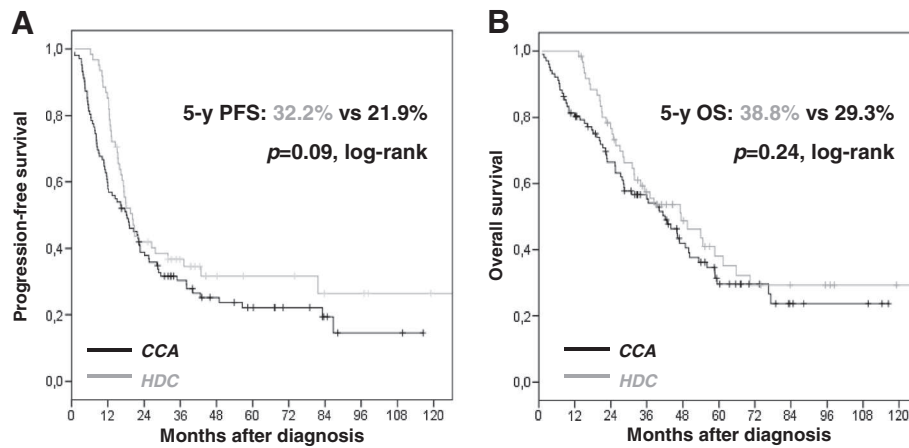 A
Progression-free survival
1,0
0,8
0,6
0,4
0,2
0,0
5-y PFS: 32.2% vs 21.9%
p=0.09, log-rank
CCA
HDC
0 12 24 36 48 60 72 84 96 108 120
Months after diagnosis
B
Overall survival
1,0
0,8
0,6
0,4
0,2
0,0
5-y OS: 38.8% vs 29.3%
p=0.24, log-rank
CCA
HDC
0 12 24 36 48 60 72 84 96 108 120
Months after diagnosis